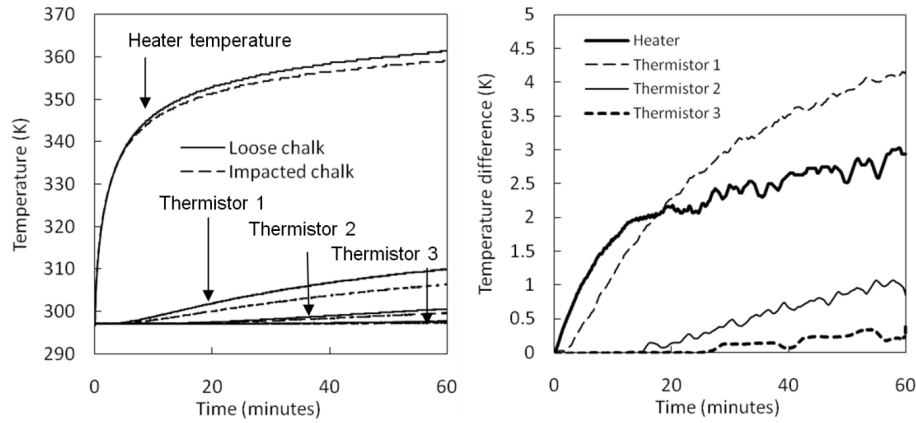 370
360
350
340
330
320
310
300
290
Temperature (K)
Heater temperature
Loose chalk
Impacted chalk
Thermistor 1
Thermistor 2
Thermistor 3
0
20
40
60
Time (minutes)
5
4.5
4
3.5
3
2.5
2
1.5
1
0.5
0
Temperature difference (K)
Heater
Thermistor 1
Thermistor 2
Thermistor 3
0
20
40
60
Time (minutes)